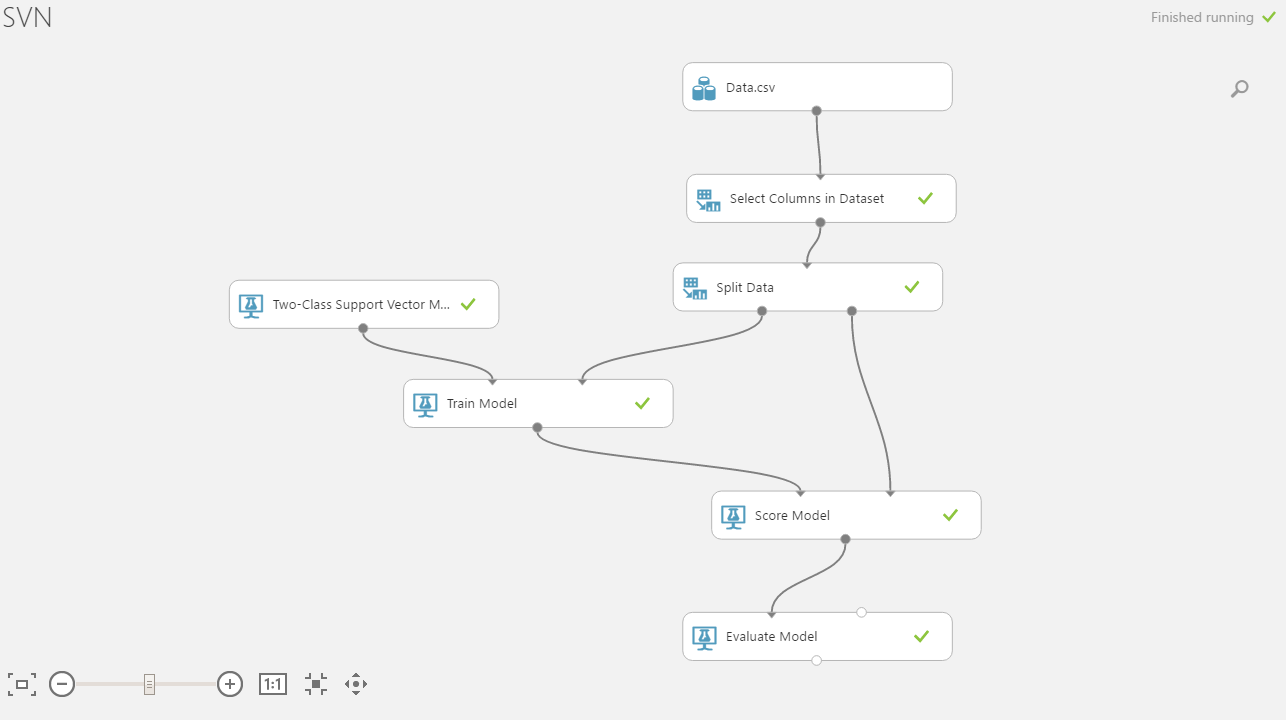 SVN
Finished running
Data.csv
Select Columns in Dataset
Split Data
Two-Class Support Vector M...
Train Model
Score Model
Evaluate Model
1:1